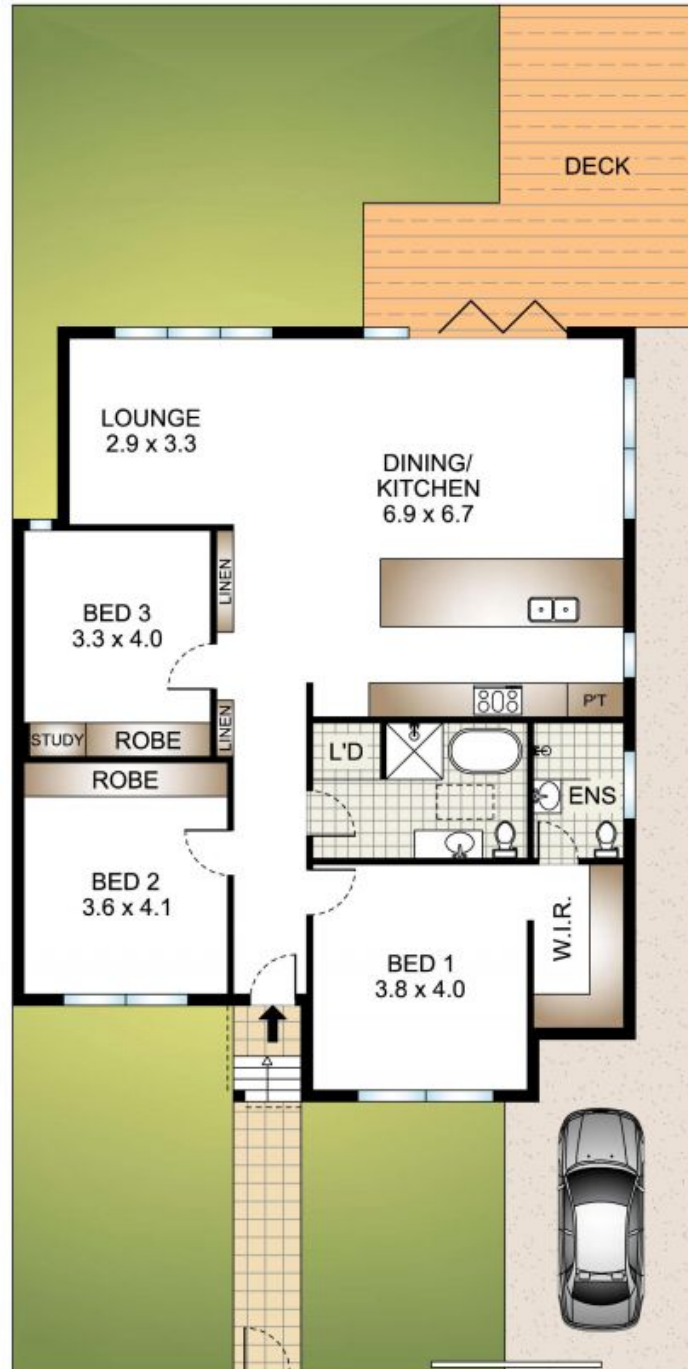 DECK
LOUNGE
2.9 x 3.3
DINING/
KITCHEN
6.9 x 6.7
LINEN
BED 3
3.3 x 4.0
P'T
LINEN
STUDY
ROBE
L'D
ROBE
ENS
BED 2
3.6 x 4.1
W.I.R.
BED 1
3.8 x 4.0